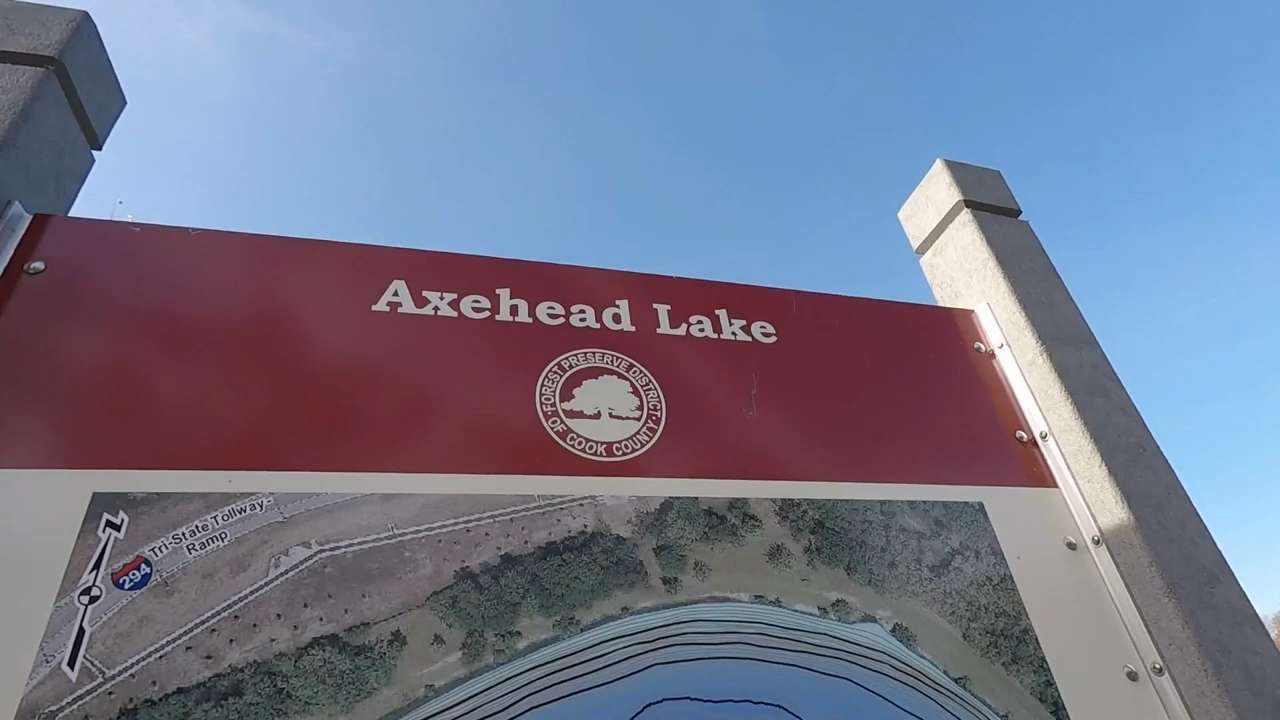 Axehead Lake
·FOREST PRESERVE DISTRICT·
OF COOK COUNTY
N
294
Tri-State Tollway
Ramp